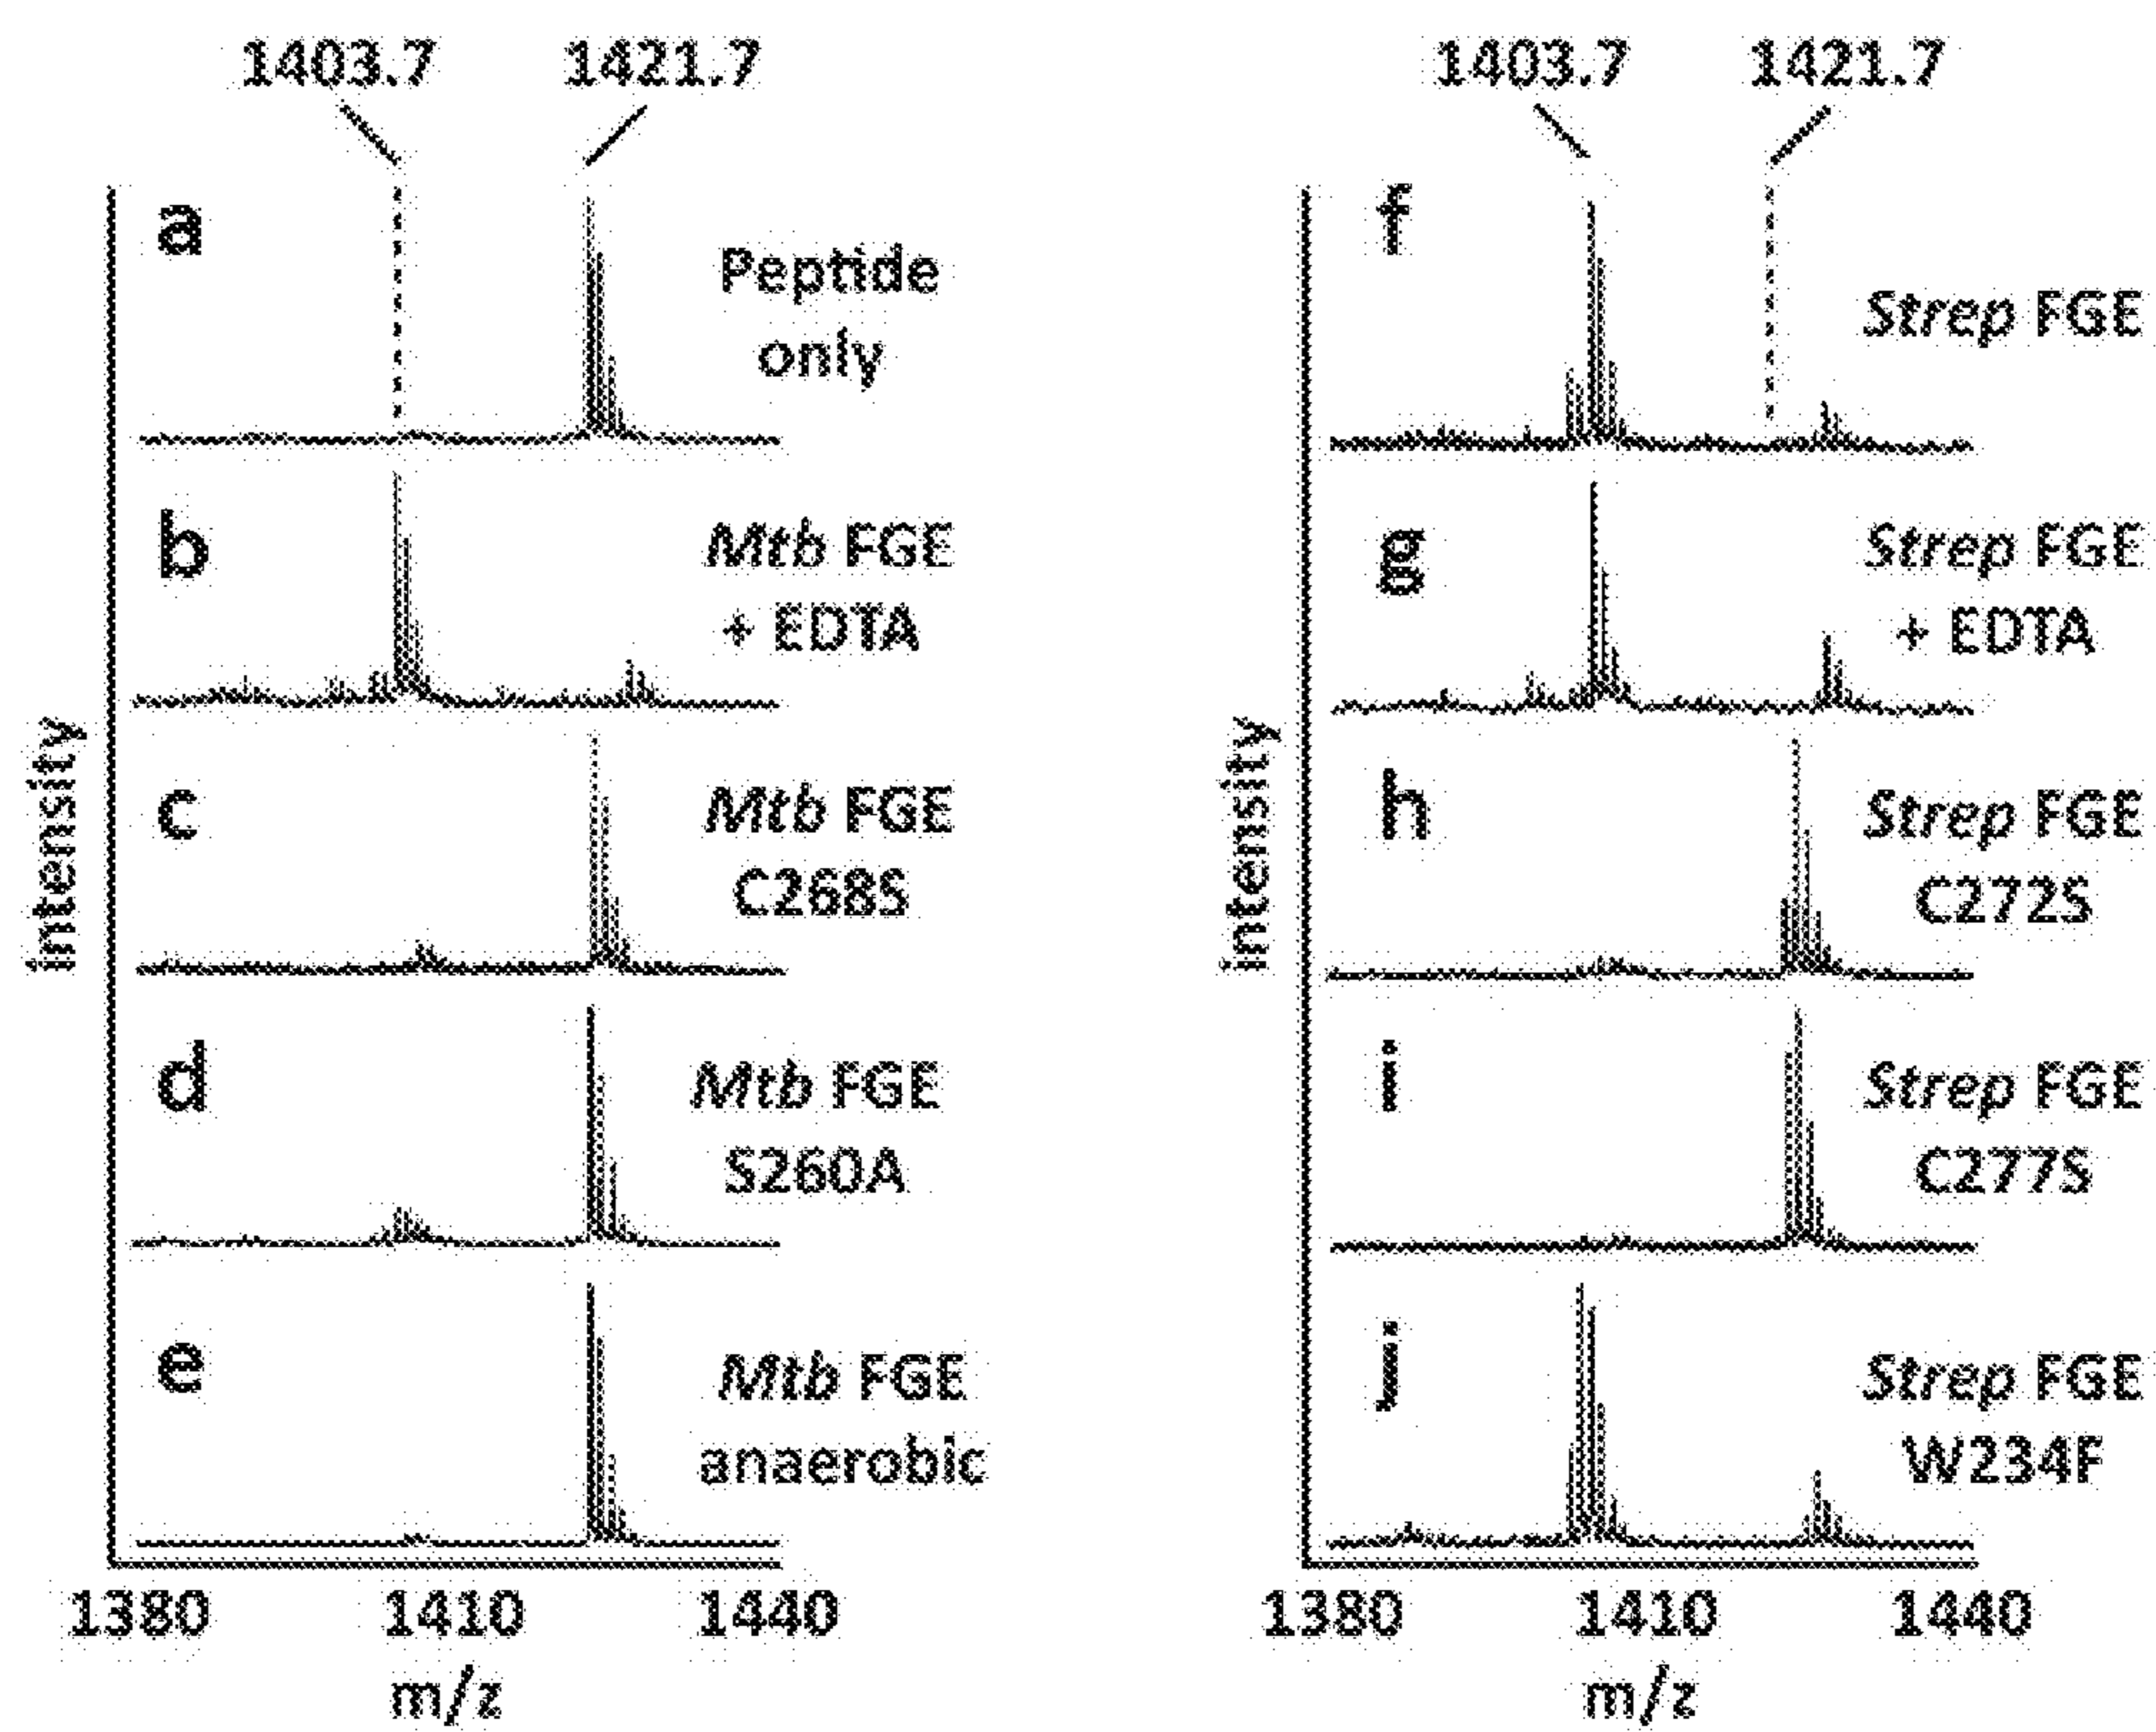 1403.7 1421.7
a
Peptide
only
b
Mtb FGE
+ EDTA
c
Mtb FGE
C268S
d
Mtb FGE
S260A
e
Mtb FGE
anaerobic
intensity
1380 1410 1440
m/z
1403.7 1421.7
f
Strep FGE
g
Strep FGE
+ EDTA
h
Strep FGE
C272S
i
Strep FGE
C277S
j
Strep FGE
W234F
intensity
1380 1410 1440
m/z